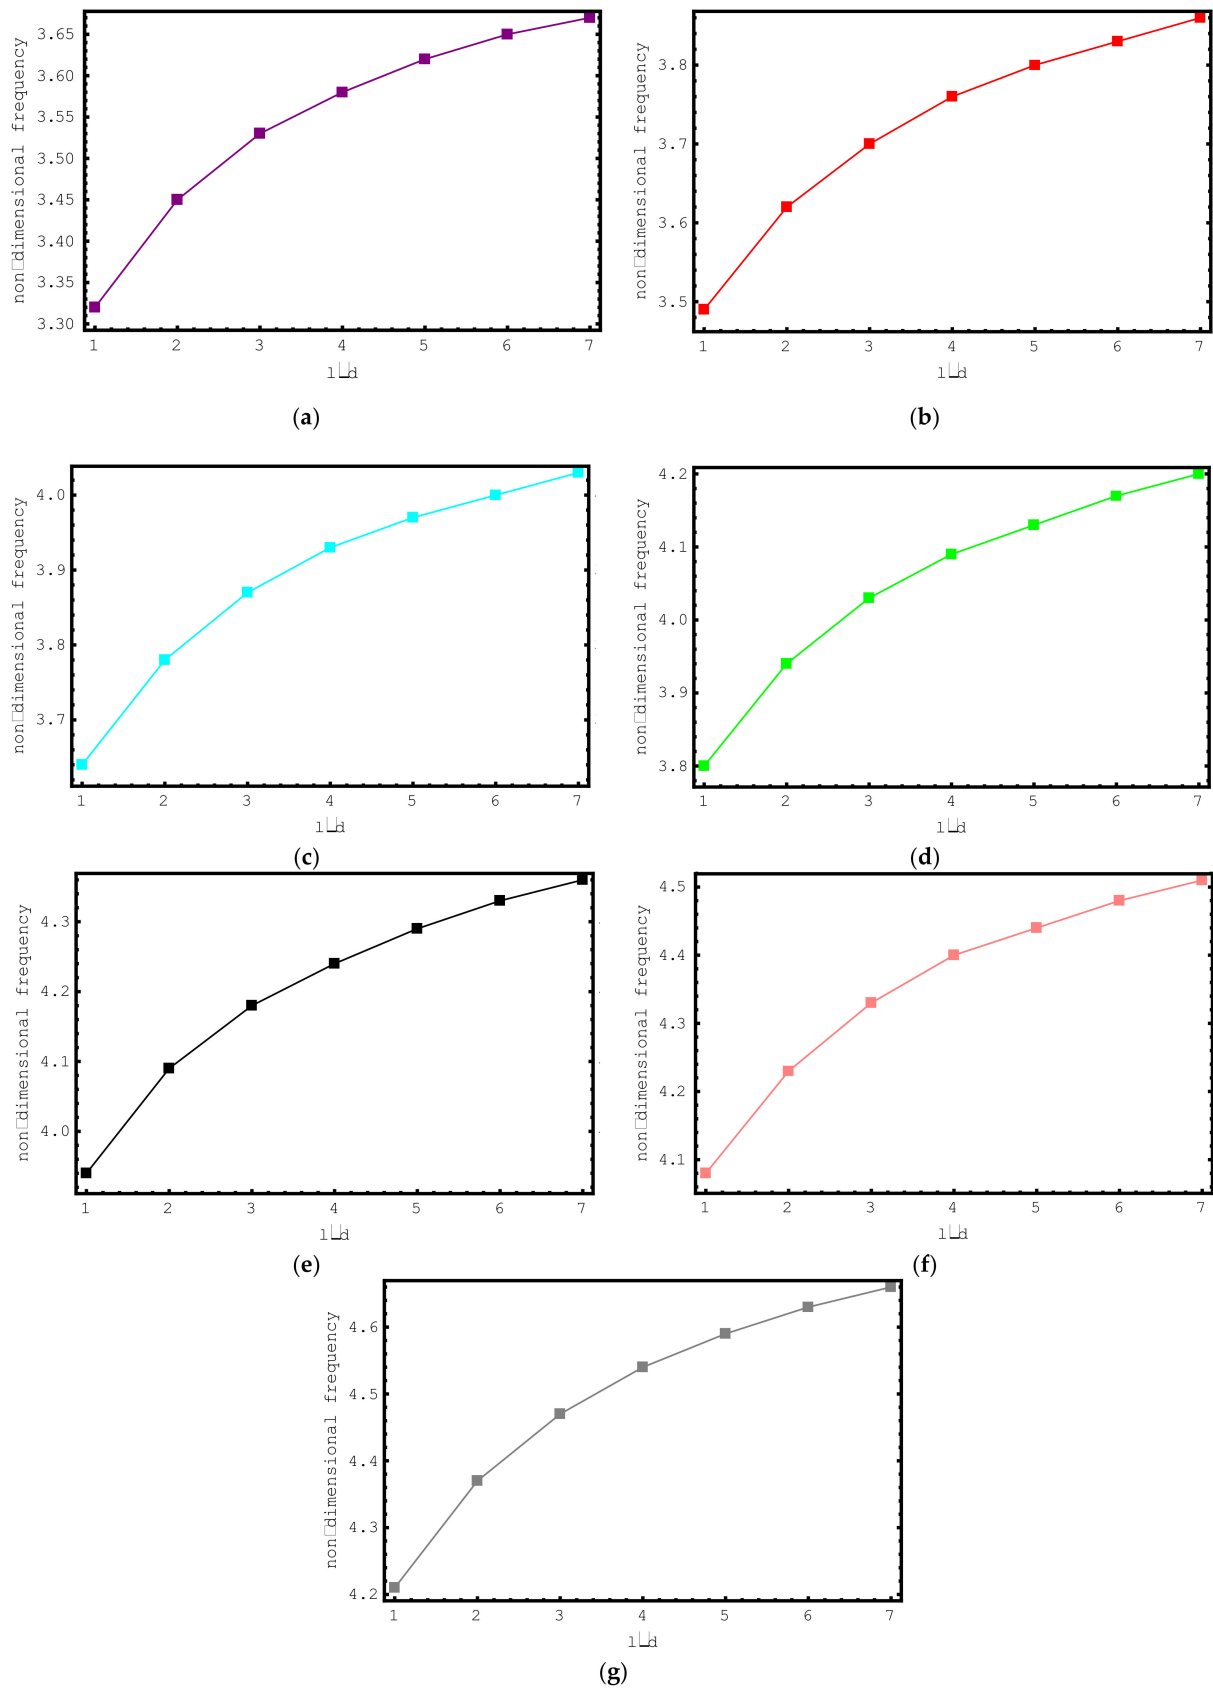 non□dimensional frequency
3.65
3.60
3.55
3.50
3.45
3.40
3.35
3.30
1 2 3 4 5 6 7
l□d
(a)
non□dimensional frequency
3.8
3.7
3.6
3.5
1 2 3 4 5 6 7
l□d
(b)
non□dimensional frequency
4.0
3.9
3.8
3.7
1 2 3 4 5 6 7
l□d
(c)
non□dimensional frequency
4.2
4.1
4.0
3.9
3.8
1 2 3 4 5 6 7
l□d
(d)
non□dimensional frequency
4.3
4.2
4.1
4.0
1 2 3 4 5 6 7
l□d
(e)
non□dimensional frequency
4.5
4.4
4.3
4.2
4.1
1 2 3 4 5 6 7
l□d
(f)
non□dimensional frequency
4.6
4.5
4.4
4.3
4.2
1 2 3 4 5 6 7
l□d
(g)